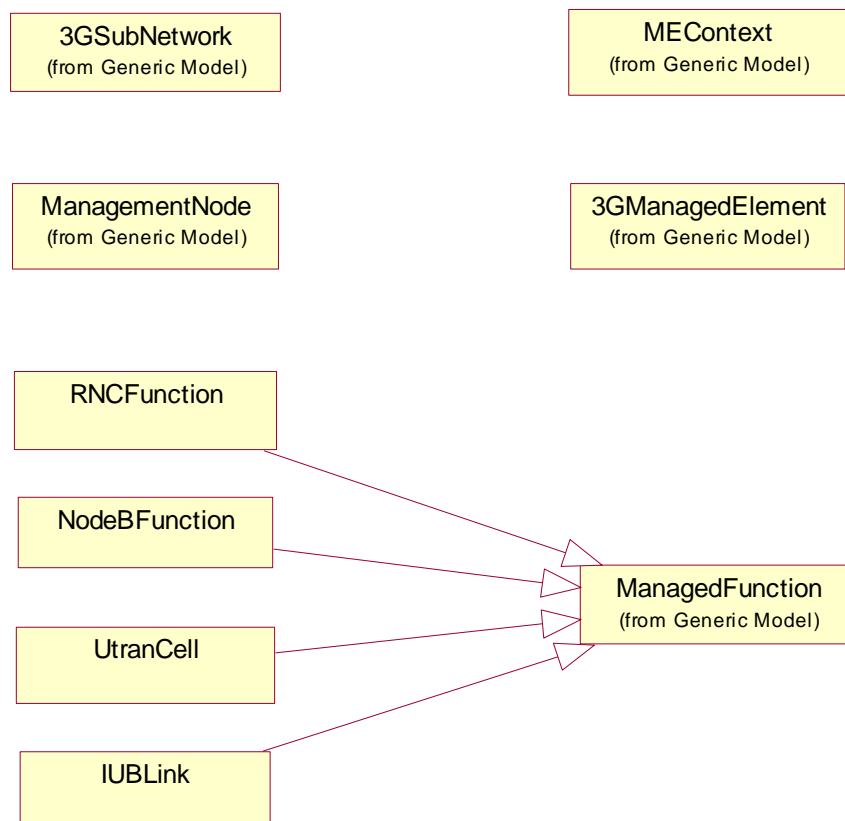 3GSubNetwork
(from Generic Model)
MEContext
(from Generic Model)
ManagementNode
(from Generic Model)
3GManagedElement
(from Generic Model)
RNCFunction
NodeBFunction
ManagedFunction
(from Generic Model)
UtranCell
IUBLink